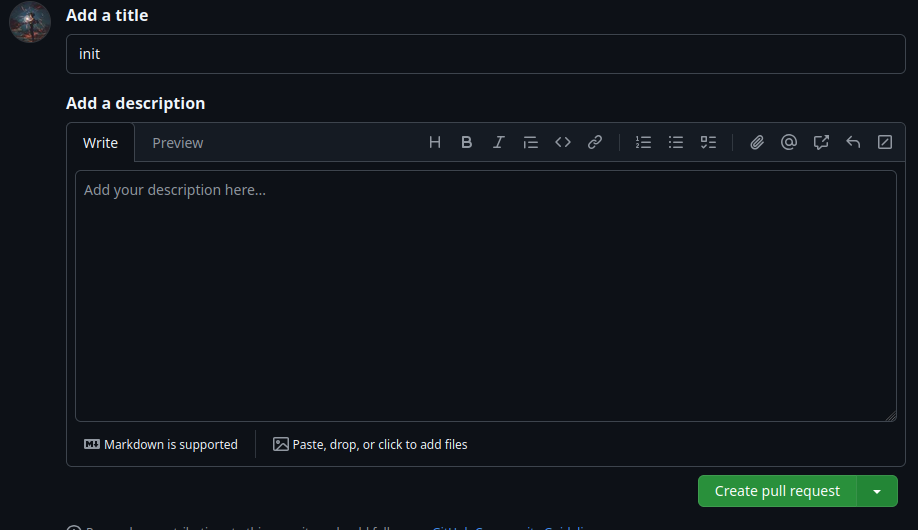 Add a title
init
Add a description
Write Preview
Add your description here...
Markdown is supported
Paste, drop, or click to add files
Create pull request